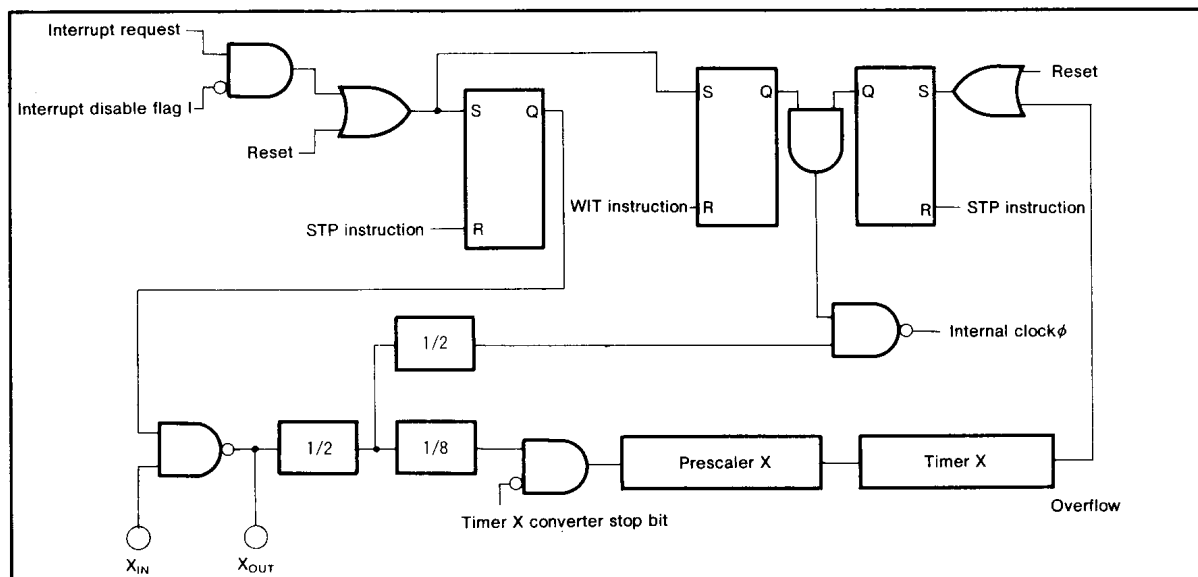 Interrupt request
Interrupt disable flag I
Reset
S
Q
STP instruction
R
S
Q
WIT instruction
R
Q
S
Reset
R
STP instruction
1/2
Internal clock ϕ
1/2
1/8
Prescaler X
Timer X
Timer X converter stop bit
Overflow
XIN
XOUT